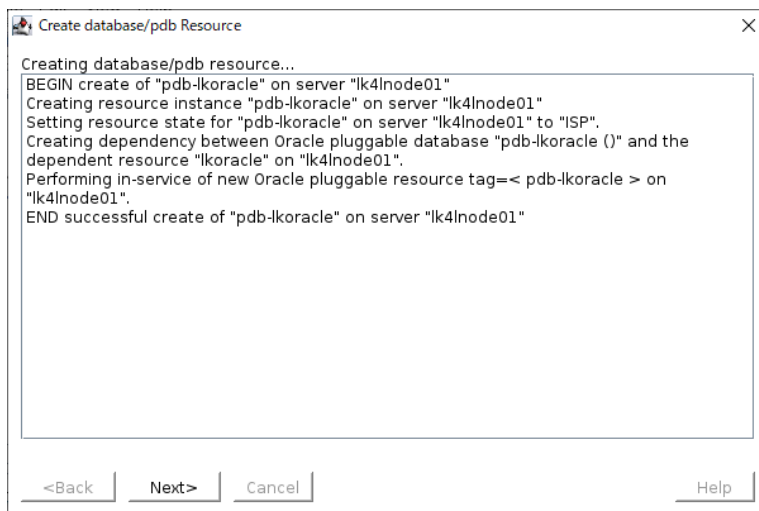 Create database/pdb Resource
Creating database/pdb resource...
BEGIN create of "pdb-lkoracle" on server "lk4lnode01"
Creating resource instance "pdb-lkoracle" on server "lk4lnode01"
Setting resource state for "pdb-lkoracle" on server "lk4lnode01" to "ISP".
Creating dependency between Oracle pluggable database "pdb-lkoracle ()" and the
dependent resource "lkoracle" on "lk4lnode01".
Performing in-service of new Oracle pluggable resource tag=< pdb-lkoracle > on
"lk4lnode01".
END successful create of "pdb-lkoracle" on server "lk4lnode01"
<Back Next> Cancel Help